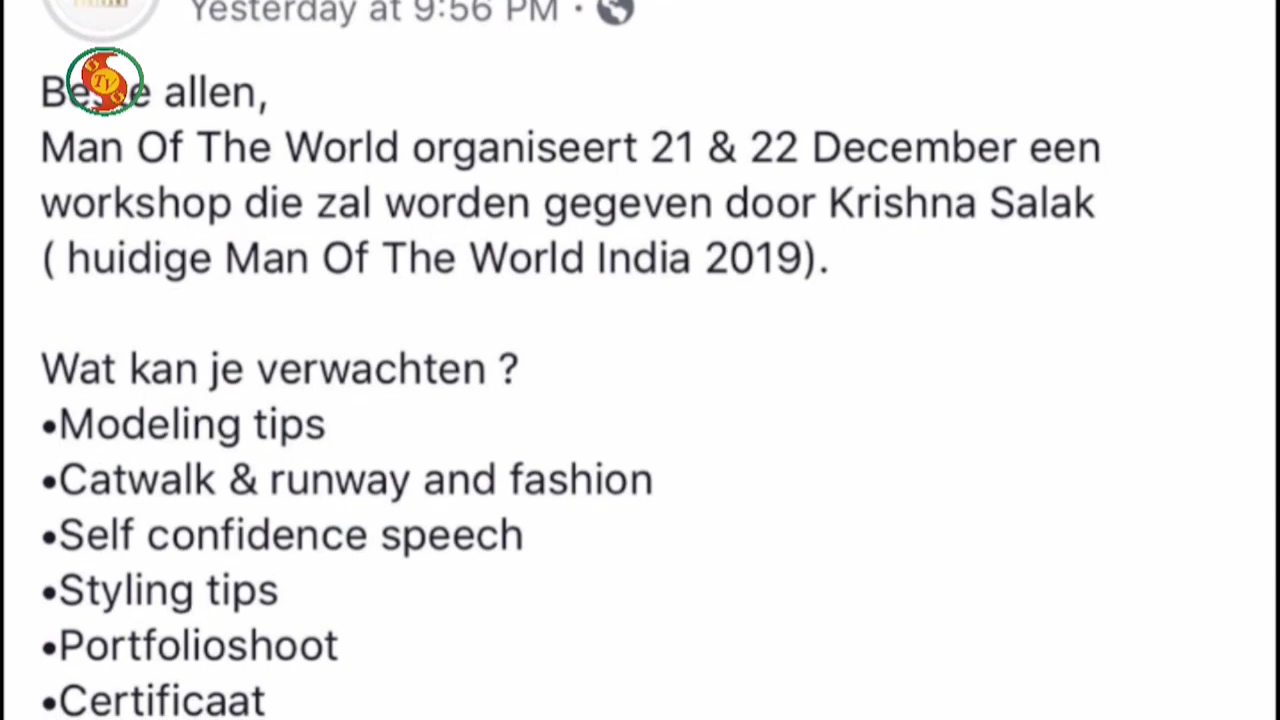 Yesterday at 9:56 PM ·
Beste allen,
TV
Man Of The World organiseert 21 & 22 December een
workshop die zal worden gegeven door Krishna Salak
( huidige Man Of The World India 2019).
Wat kan je verwachten ?
•Modeling tips
•Catwalk & runway and fashion
•Self confidence speech
•Styling tips
•Portfolioshoot
•Certificaat